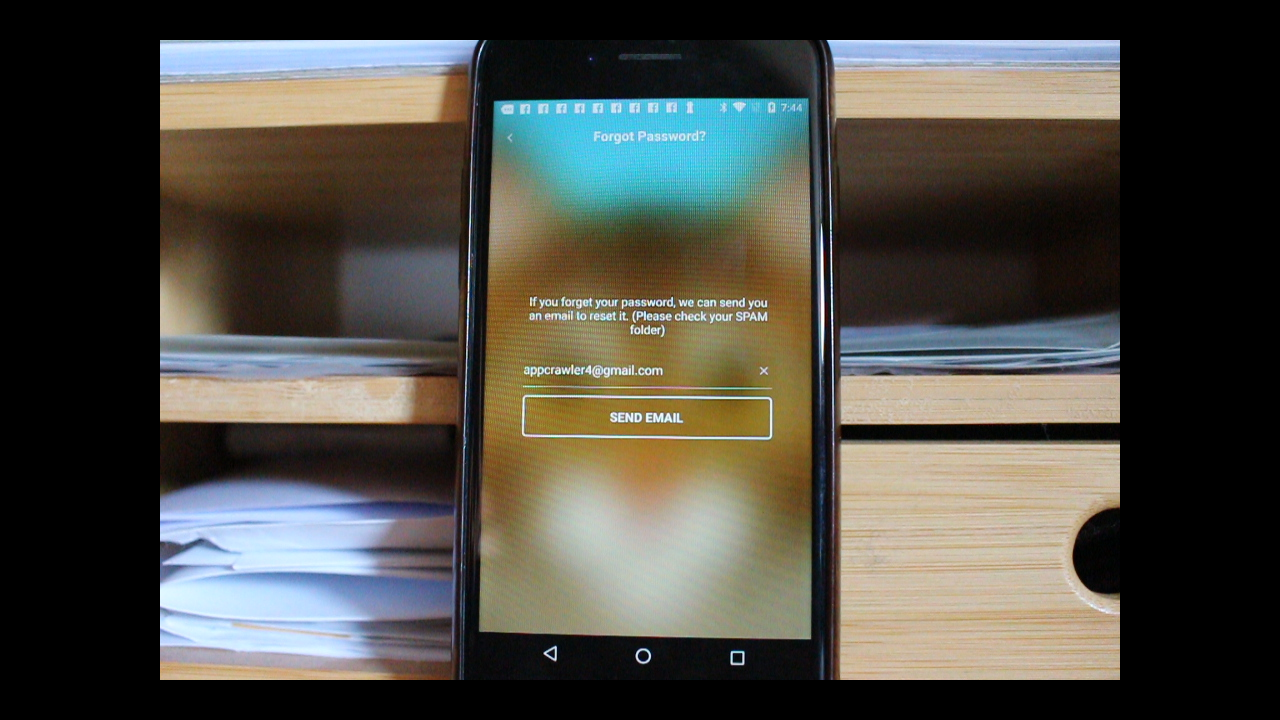 7:44
Forgot Password?
If you forget your password, we can send you
an email to reset it. (Please check your SPAM
folder)
appcrawler4@gmail.com
SEND EMAIL